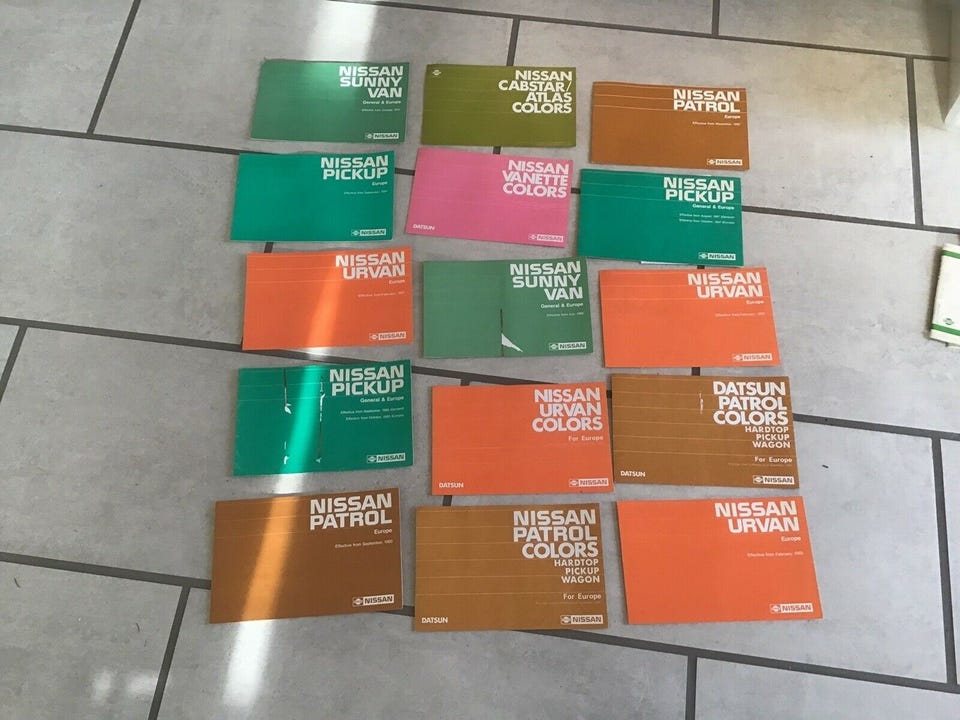 NISSAN
SUNNY
VAN
General & Europe
NISSAN
NISSAN
CABSTAR/
ATLAS
COLORS
NISSAN
PATROL
Europe
NISSAN
NISSAN
PICKUP
Europe
NISSAN
NISSAN
VANETTE
COLORS
DATSUN
NISSAN
NISSAN
PICKUP
General & Europe
NISSAN
NISSAN
URVAN
Europe
NISSAN
NISSAN
SUNNY
VAN
General & Europe
NISSAN
NISSAN
URVAN
Europe
NISSAN
NISSAN
PICKUP
General & Europe
NISSAN
NISSAN
URVAN
COLORS
For Europe
DATSUN
NISSAN
DATSUN
PATROL
COLORS
HARDTOP
PICKUP
WAGON
For Europe
DATSUN
NISSAN
NISSAN
PATROL
Europe
NISSAN
NISSAN
PATROL
COLORS
HARDTOP
PICKUP
WAGON
For Europe
DATSUN
NISSAN
NISSAN
URVAN
Europe
NISSAN